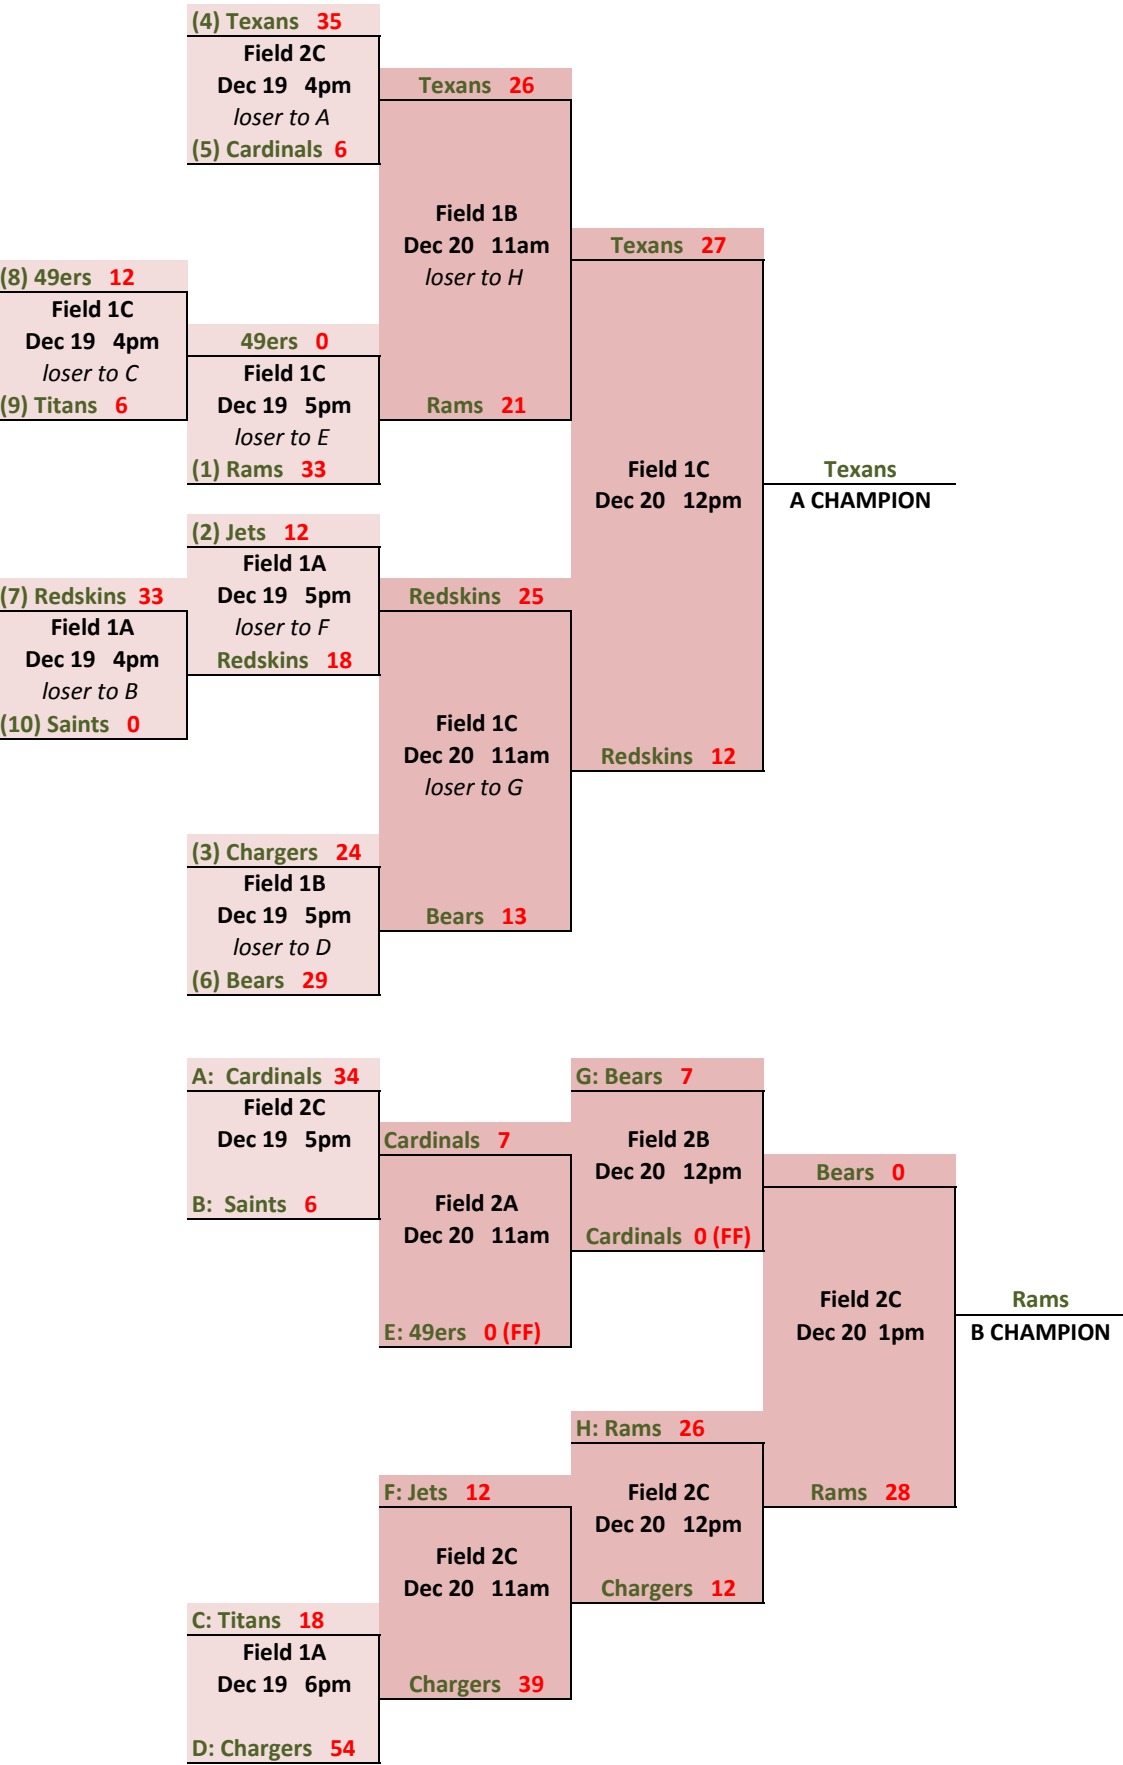 (4) Texans 35
Field 2C
Dec 19 4pm
loser to A
(5) Cardinals 6
Texans 26
Field 1B
Dec 20 11am
loser to H
Rams 21
(8) 49ers 12
Field 1C
Dec 19 4pm
loser to C
(9) Titans 6
49ers 0
Field 1C
Dec 19 5pm
loser to E
(1) Rams 33
Texans 27
Field 1C
Dec 20 12pm
Redskins 12
Texans
A CHAMPION
(2) Jets 12
Field 1A
Dec 19 5pm
loser to F
Redskins 18
(7) Redskins 33
Field 1A
Dec 19 4pm
loser to B
(10) Saints 0
Redskins 25
Field 1C
Dec 20 11am
loser to G
Bears 13
(3) Chargers 24
Field 1B
Dec 19 5pm
loser to D
(6) Bears 29
A: Cardinals 34
Field 2C
Dec 19 5pm
B: Saints 6
Cardinals 7
Field 2A
Dec 20 11am
E: 49ers 0 (FF)
G: Bears 7
Field 2B
Dec 20 12pm
Cardinals 0 (FF)
Bears 0
Field 2C
Dec 20 1pm
Rams 28
Rams
B CHAMPION
H: Rams 26
Field 2C
Dec 20 12pm
Chargers 12
F: Jets 12
Field 2C
Dec 20 11am
Chargers 39
C: Titans 18
Field 1A
Dec 19 6pm
D: Chargers 54